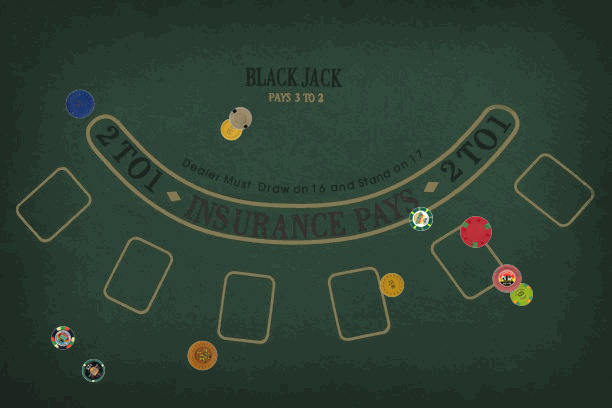 BLACK JACK
PAYS 3 TO 2
Dealer Must Draw on 16 and Stand on 17
2 TO 1 INSURANCE PAYS 2 TO 1